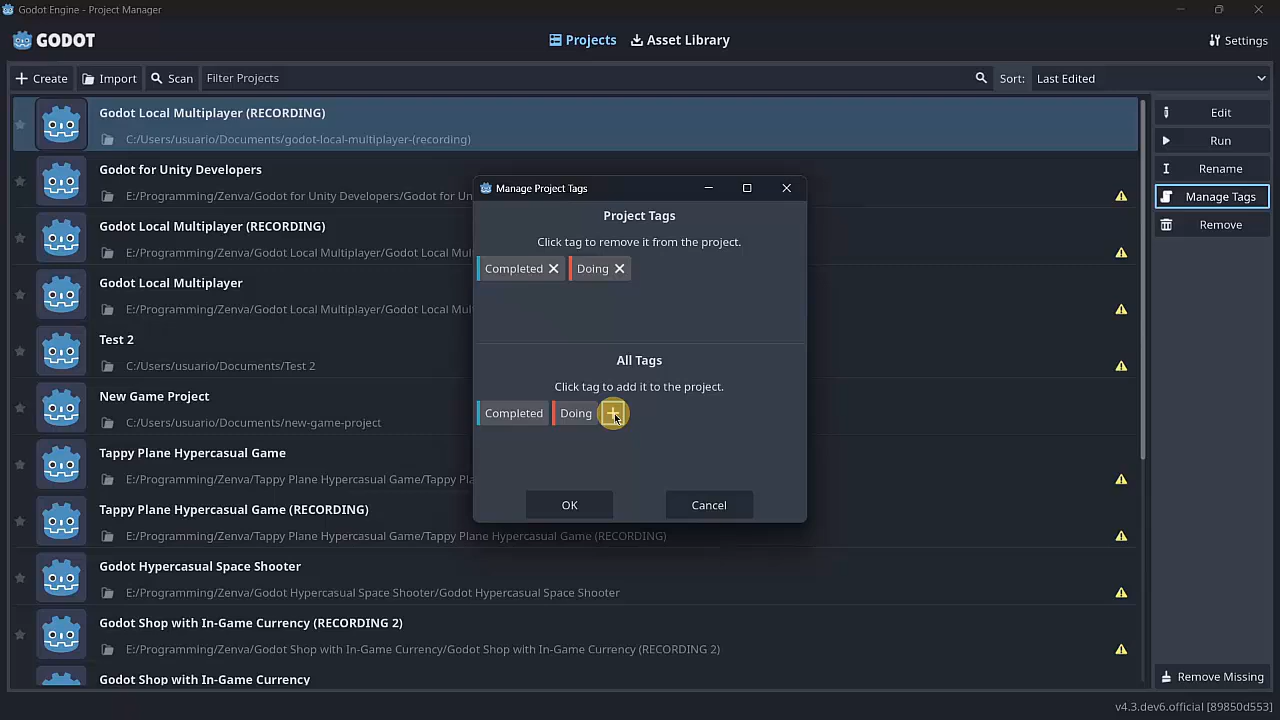 Godot Engine - Project Manager
GODOT
Projects
Asset Library
Settings
Create
Import
Scan
Filter Projects
Sort:
Last Edited
Godot Local Multiplayer (RECORDING)
C:/Users/usuario/Documents/godot-local-multiplayer-(recording)
Godot for Unity Developers
E:/Programming/Zenva/Godot for Unity Developers/Godot for Un
Godot Local Multiplayer (RECORDING)
E:/Programming/Zenva/Godot Local Multiplayer/Godot Local Mul
Godot Local Multiplayer
E:/Programming/Zenva/Godot Local Multiplayer/Godot Local Mul
Test 2
C:/Users/usuario/Documents/Test 2
New Game Project
C:/Users/usuario/Documents/new-game-project
Tappy Plane Hypercasual Game
E:/Programming/Zenva/Tappy Plane Hypercasual Game/Tappy Pla
Tappy Plane Hypercasual Game (RECORDING)
E:/Programming/Zenva/Tappy Plane Hypercasual Game/Tappy Plane Hypercasual Game (RECORDING)
Godot Hypercasual Space Shooter
E:/Programming/Zenva/Godot Hypercasual Space Shooter/Godot Hypercasual Space Shooter
Godot Shop with In-Game Currency (RECORDING 2)
E:/Programming/Zenva/Godot Shop with In-Game Currency/Godot Shop with In-Game Currency (RECORDING 2)
Godot Shop with In-Game Currency
Manage Project Tags
Project Tags
Click tag to remove it from the project.
Completed
Doing
All Tags
Click tag to add it to the project.
Completed
Doing
OK
Cancel
Edit
Run
Rename
Manage Tags
Remove
Remove Missing
v4.3.dev6.official [89850d553]